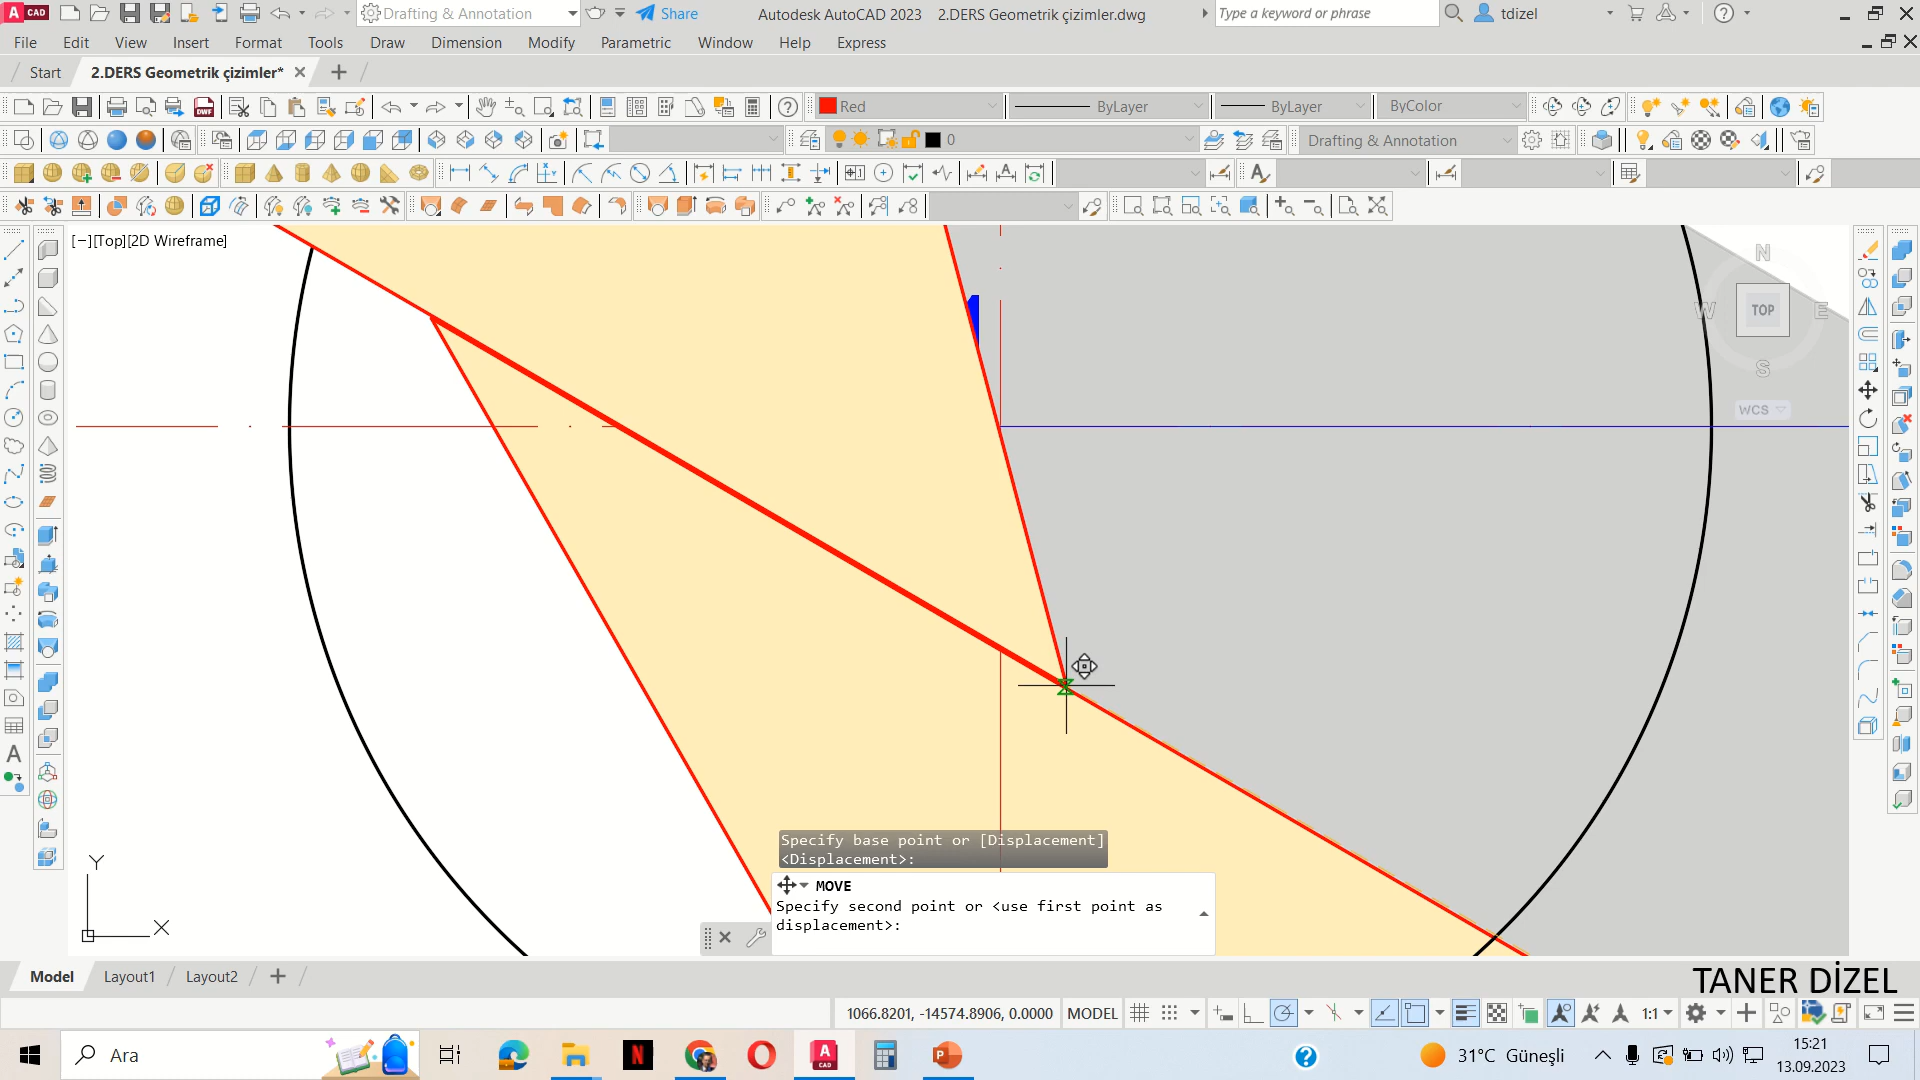 A CAD Drafting & Annotation Share Autodesk AutoCAD 2023 2.DERS Geometrik çizimler.dwg Type a keyword or phrase tdizel
File Edit View Insert Format Tools Draw Dimension Modify Parametric Window Help Express
Start 2.DERS Geometrik çizimler*
Red ByLayer ByLayer ByColor
0 Drafting & Annotation
[−][Top][2D Wireframe]
N
W TOP E
S
WCS
Specify base point or [Displacement]
<Displacement>:
MOVE
Specify second point or <use first point as
displacement>:
Y
X
Model Layout1 Layout2
TANER DİZEL
1066.8201, -14574.8906, 0.0000 MODEL 1:1
Ara 31°C Güneşli 15:21
13.09.2023